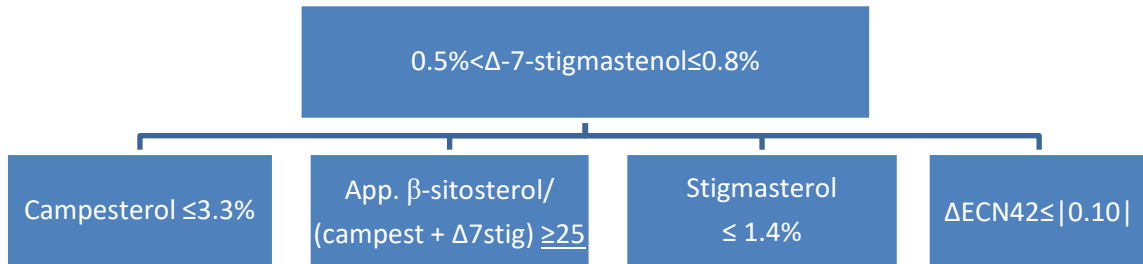 0.5%<Δ-7-stigmastenol≤0.8%
Campesterol ≤3.3%
App. β-sitosterol/
(campest + Δ7stig) ≥25
Stigmasterol
≤ 1.4%
ΔECN42≤|0.10|